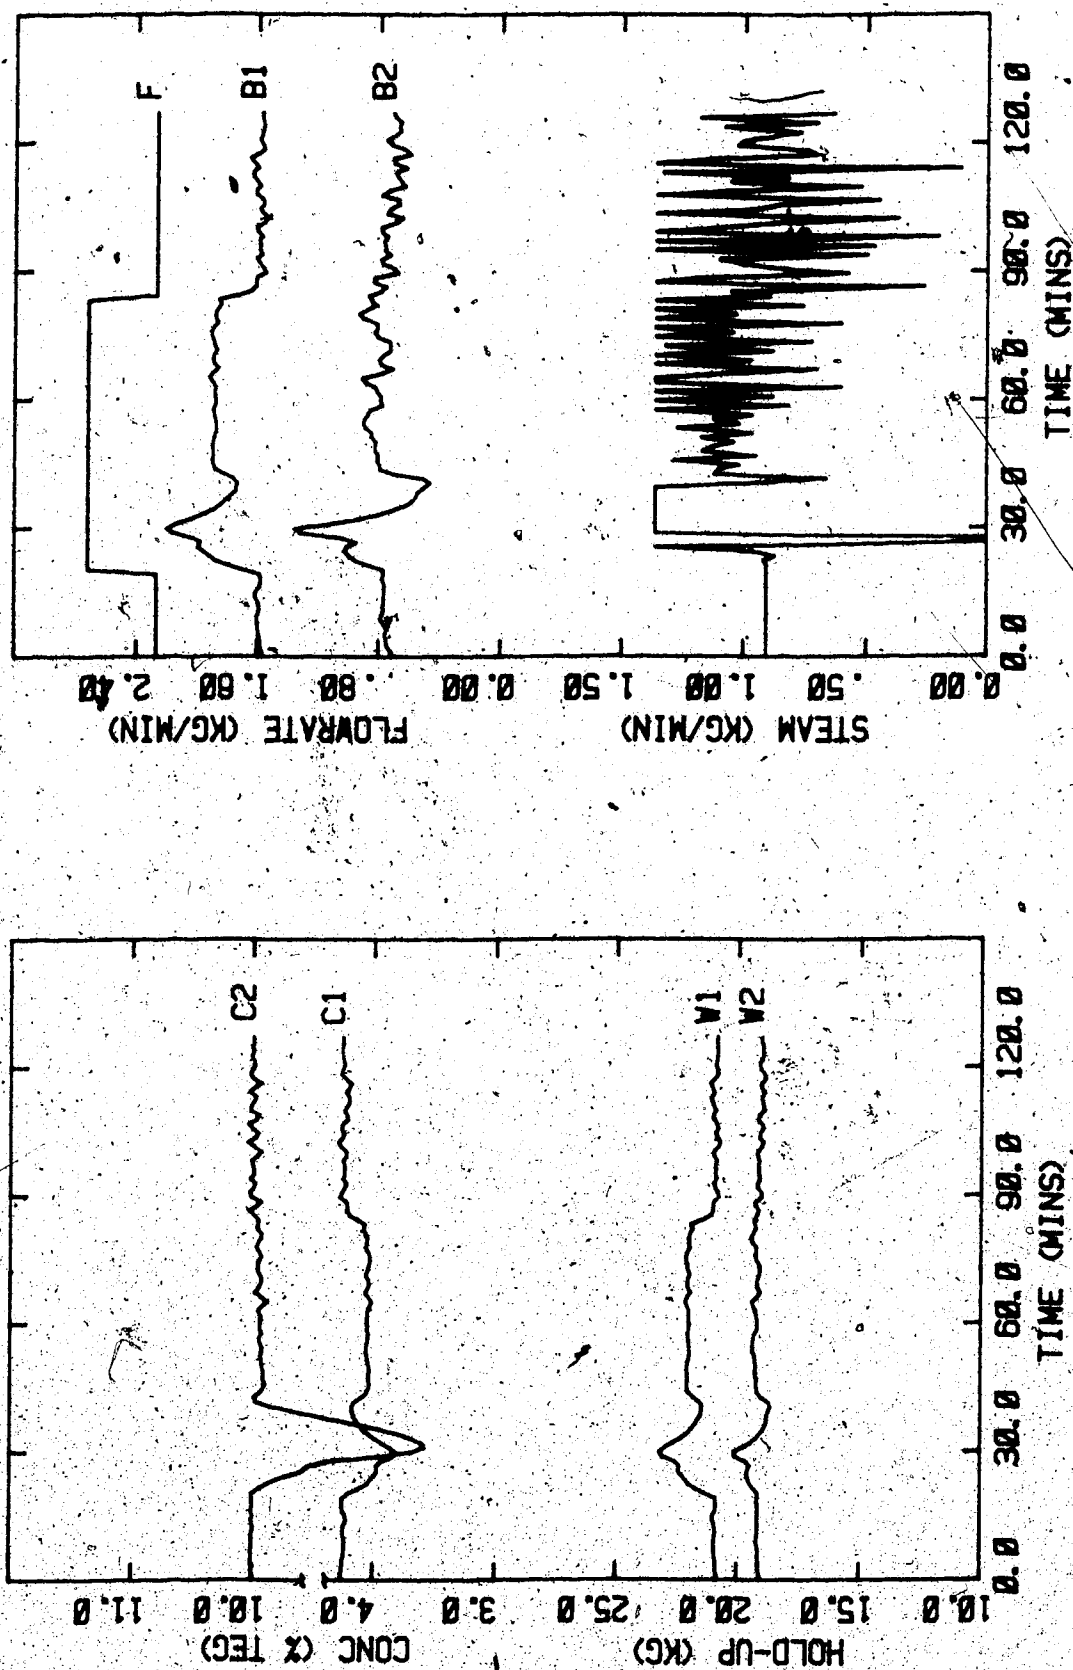 CONC (% TEG)
11.0
10.0
4.0
3.0
C2
C1
HOLD-UP (KG)
25.0
20.0
15.0
10.0
W1
W2
0.0 30.0 60.0 90.0 120.0
TIME (MINS)
FLOWRATE (KG/MIN)
2.40
1.60
.80
0.00
F
B1
B2
STEAM (KG/MIN)
1.50
1.00
.50
0.00
0.0 30.0 60.0 90.0 120.0
TIME (MINS)